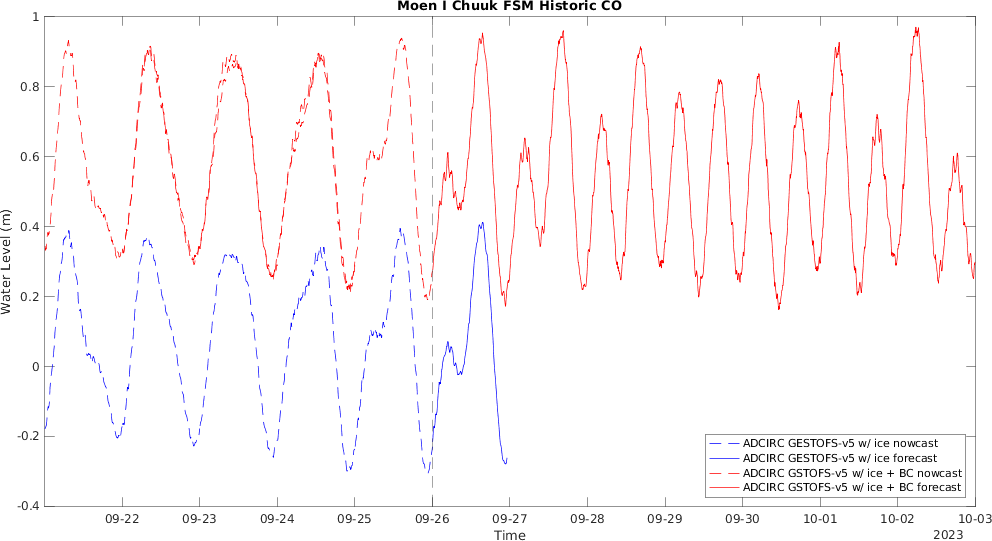 Moen I Chuuk FSM Historic CO
1
0.8
0.6
0.4
0.2
0
-0.2
-0.4
Water Level (m)
ADCIRC GESTOFS-v5 w/ ice nowcast
ADCIRC GESTOFS-v5 w/ ice forecast
ADCIRC GSTOFS-v5 w/ ice + BC nowcast
ADCIRC GSTOFS-v5 w/ ice + BC forecast
09-22 09-23 09-24 09-25 09-26 09-27 09-28 09-29 09-30 10-01 10-02 10-03
Time
2023